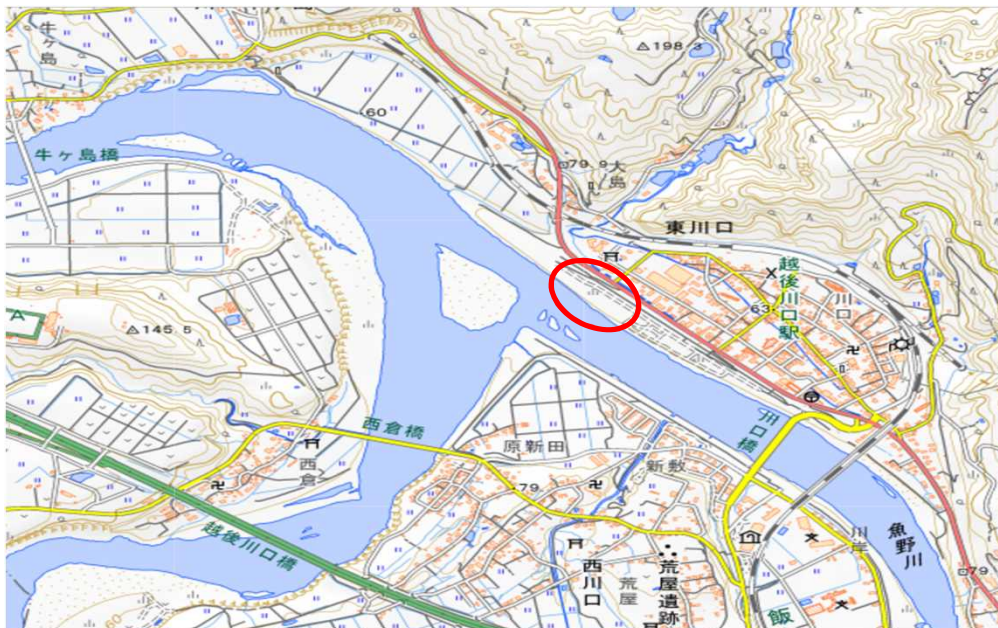 牛ヶ島
198.3
60
79.9
大島
牛ヶ島橋
東川口
越後川口駅
川口
63
145.5
西倉橋
川口橋
西倉
原新田
新敷
79
越後川口橋
西川口
荒屋
荒屋遺跡
川岸
魚野川
79
飯
60
150
250